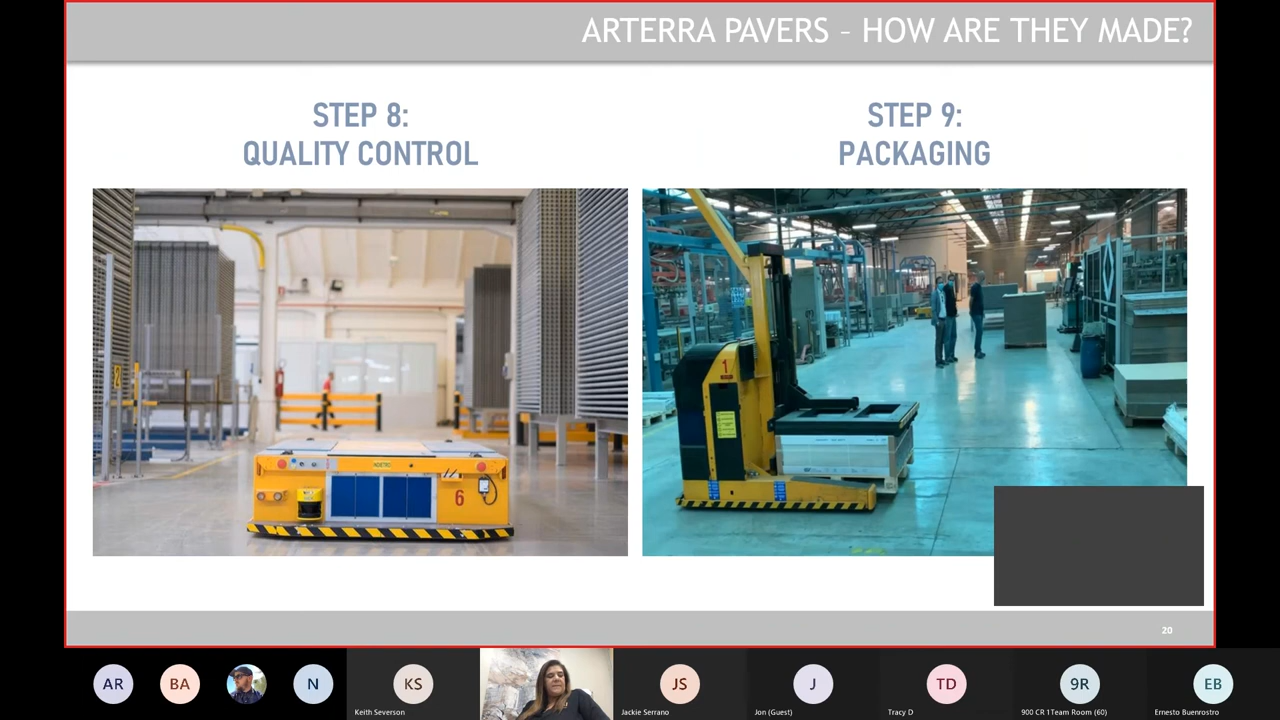 ARTERRA PAVERS – HOW ARE THEY MADE?
STEP 8:
QUALITY CONTROL
STEP 9:
PACKAGING
2
6
1
20
AR
BA
N
KS
JS
J
TD
9R
EB
Keith Severson
Jackie Serrano
Jon (Guest)
Tracy D
900 CR 1Team Room (60)
Ernesto Buenrostro